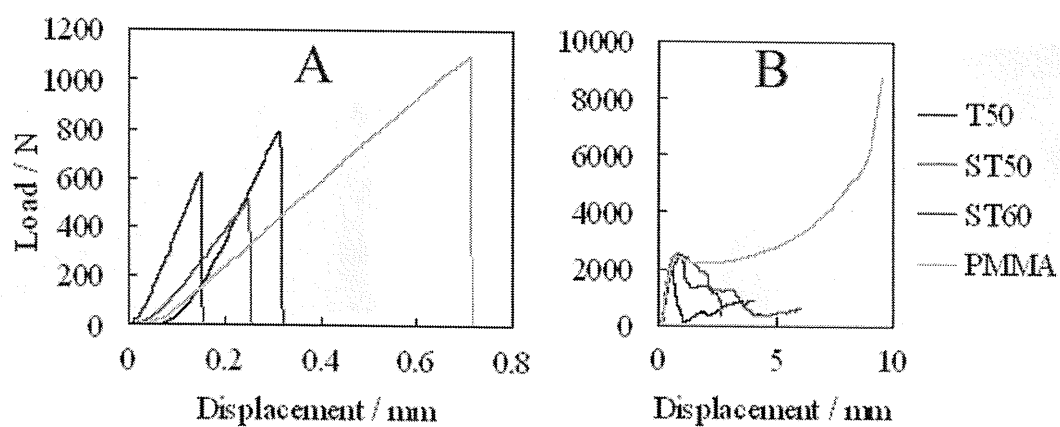 A
1200
1000
800
600
400
200
0
Load / N
0 0.2 0.4 0.6 0.8
Displacement / mm
B
10000
8000
6000
4000
2000
0
0 5 10
Displacement / mm
T50
ST50
ST60
PMMA